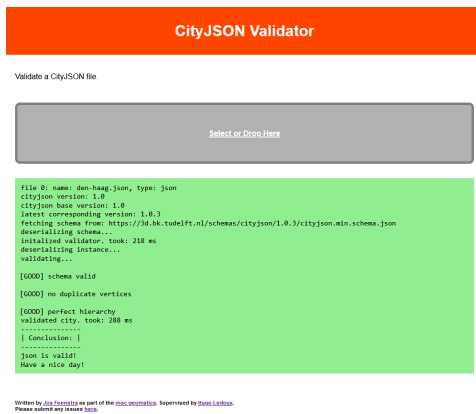 CityJSON Validator
Validate a CityJSON file.
Select or Drop Here
file 0: name: den-haag.json, type: json
cityjson version: 1.0
cityjson base version: 1.0
latest corresponding version: 1.0.3
fetching schema from: https://3d.bk.tudelft.nl/schemas/cityjson/1.0.3/cityjson.min.schema.json
deserializing schema...
initalized validator. took: 218 ms
deserializing instance...
validating...
[GOOD] schema valid
[GOOD] no duplicate vertices
[GOOD] perfect hierarchy
validated city. took: 288 ms
---------------
| Conclusion: |
---------------
json is valid!
Have a nice day!
Written by Jos Feenstra as part of the msc geomatics. Supervised by Hugo Ledoux.
Please submit any issues here.